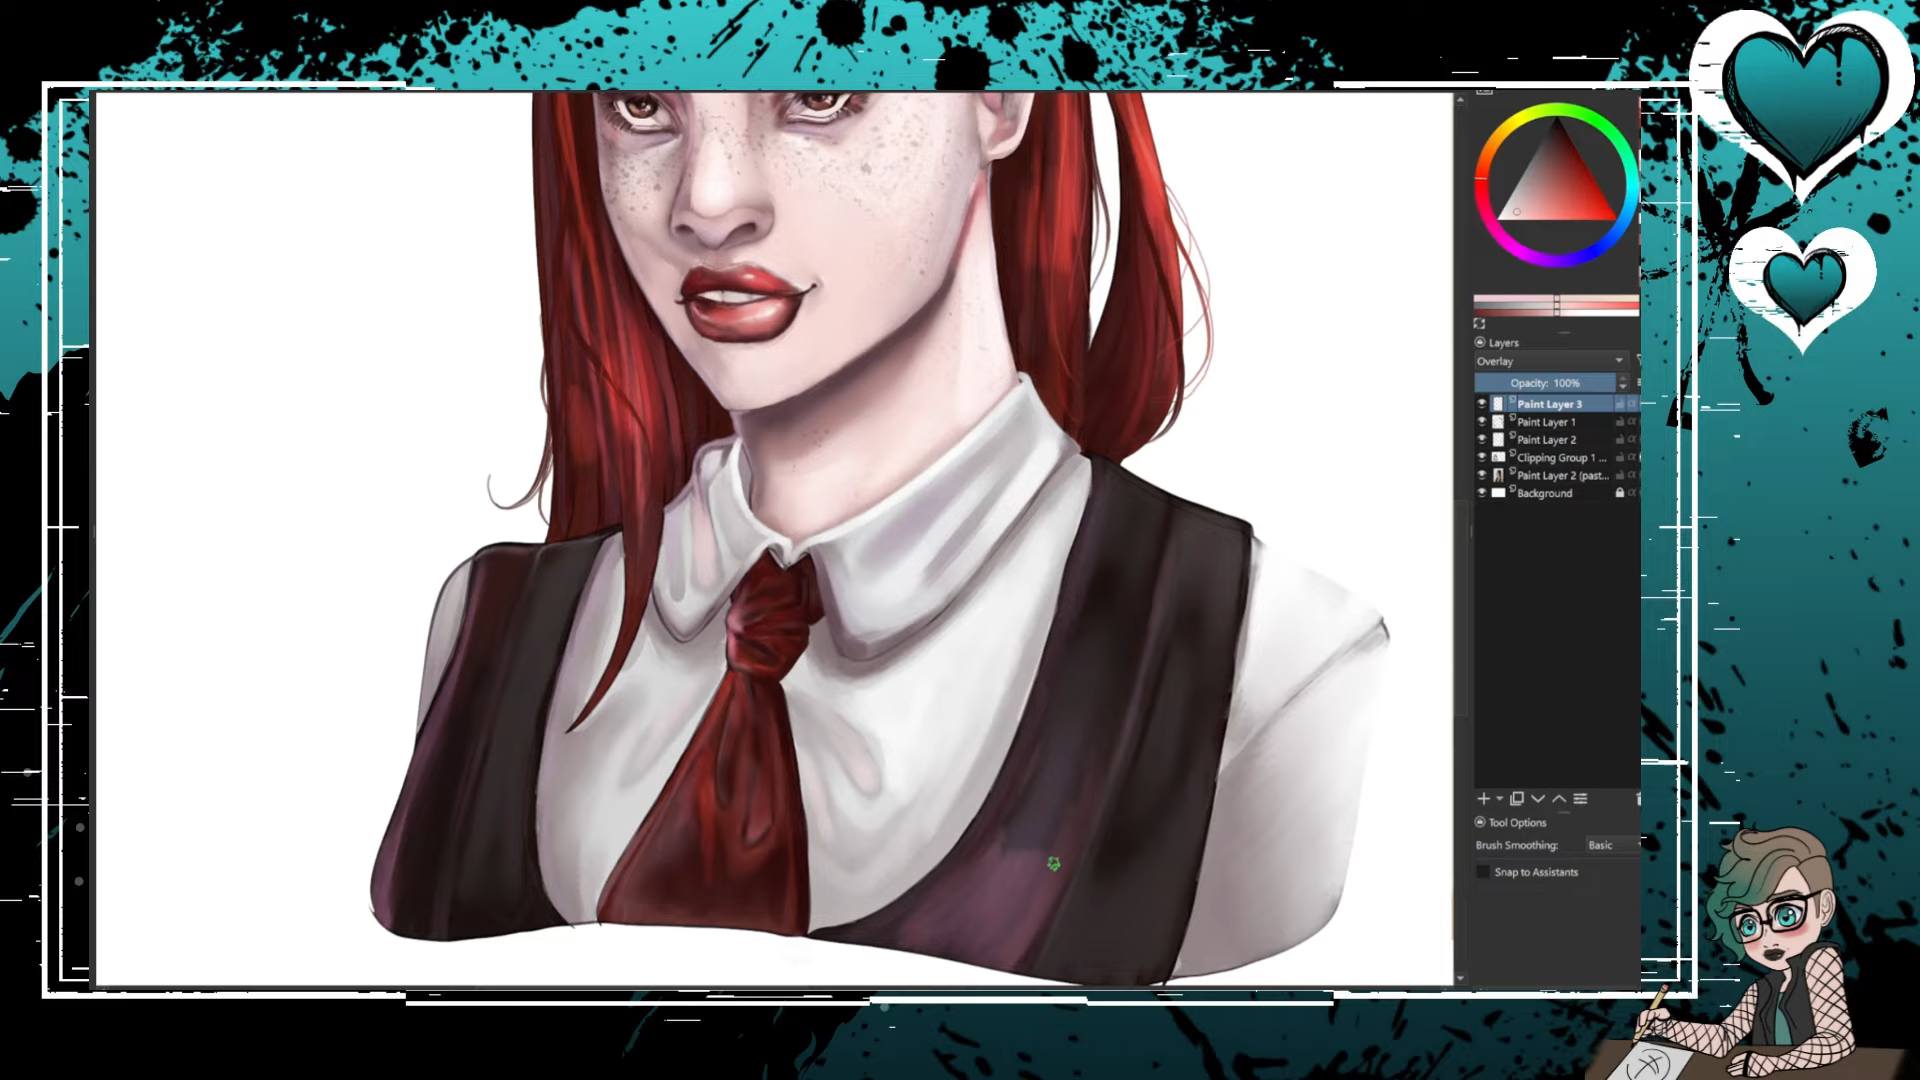 Layers
Overlay
Opacity: 100%
Paint Layer 3
Paint Layer 1
Paint Layer 2
Clipping Group 1 ...
Paint Layer 2 (past...
Background
Tool Options
Brush Smoothing: Basic
Snap to Assistants